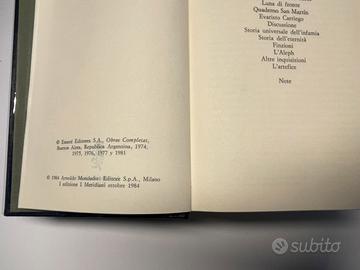 © Emecé Editores S.A., Obras Completas,
Buenos Aires, Republica Argentina, 1974,
1975, 1976, 1977 y 1981
© 1984 Arnoldo Mondadori Editore S.p.A., Milano
I edizione I Meridiani ottobre 1984
Luna di fronte
Quaderno San Martín
Evaristo Carriego
Discussione
Storia universale dell'infamia
Storia dell'eternità
Finzioni
L'Aleph
Altre inquisizioni
L'artefice
Note
subito